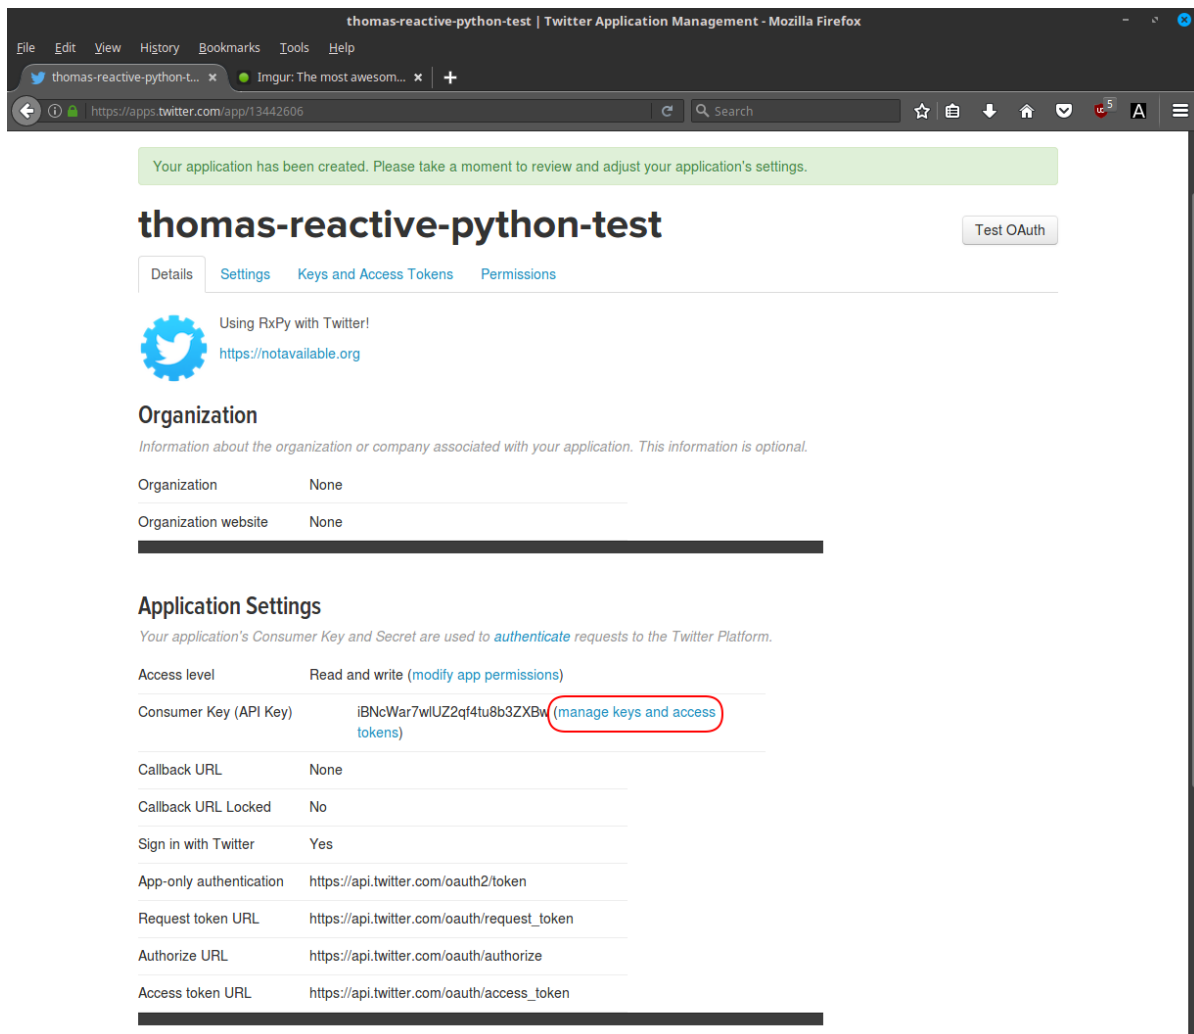 thomas-reactive-python-test | Twitter Application Management - Mozilla Firefox
File Edit View History Bookmarks Tools Help
thomas-reactive-python-t... Imgur: The most awesom...
https://apps.twitter.com/app/13442606 Search 5 A
Your application has been created. Please take a moment to review and adjust your application's settings.
thomas-reactive-python-test
Test OAuth
Details Settings Keys and Access Tokens Permissions
Using RxPy with Twitter!
https://notavailable.org
Organization
Information about the organization or company associated with your application. This information is optional.
Organization None
Organization website None
Application Settings
Your application's Consumer Key and Secret are used to authenticate requests to the Twitter Platform.
Access level Read and write (modify app permissions)
Consumer Key (API Key) iBNcWar7wlUZ2qf4tu8b3ZXBw (manage keys and access
tokens)
Callback URL None
Callback URL Locked No
Sign in with Twitter Yes
App-only authentication https://api.twitter.com/oauth2/token
Request token URL https://api.twitter.com/oauth/request_token
Authorize URL https://api.twitter.com/oauth/authorize
Access token URL https://api.twitter.com/oauth/access_token